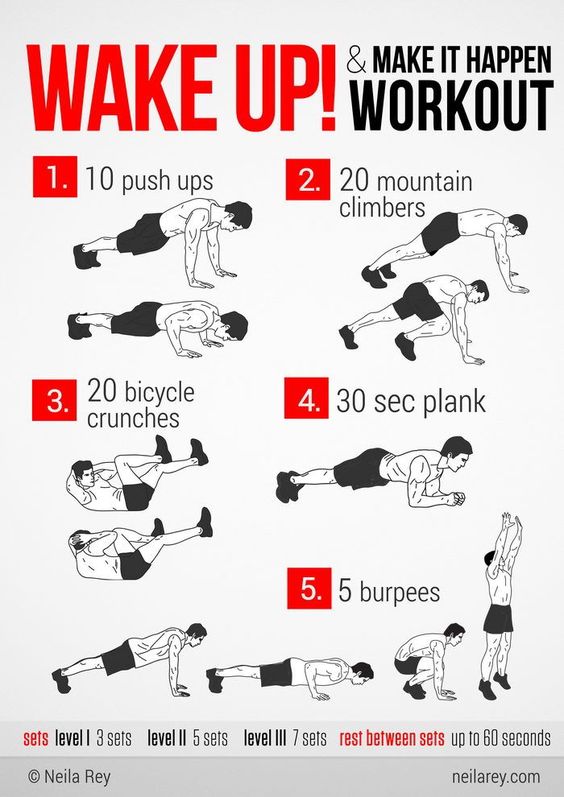 WAKE UP! & MAKE IT HAPPEN
WORKOUT
1. 10 push ups
2. 20 mountain
climbers
3. 20 bicycle
crunches
4. 30 sec plank
5. 5 burpees
sets level I 3 sets level II 5 sets level III 7 sets rest between sets up to 60 seconds
© Neila Rey
neilarey.com